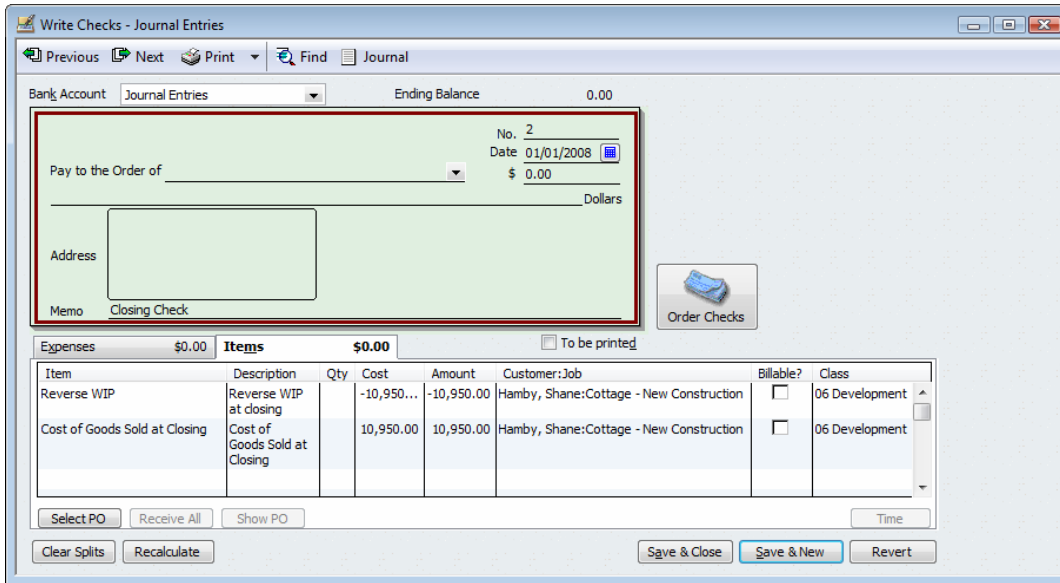 Write Checks - Journal Entries
Previous Next Print Find Journal
Bank Account Journal Entries Ending Balance 0.00
No. 2
Date 01/01/2008
Pay to the Order of $ 0.00
Dollars
Address
Memo Closing Check
Order Checks
Expenses $0.00 Items $0.00 To be printed
Item Description Qty Cost Amount Customer:Job Billable? Class
Reverse WIP Reverse WIP -10,950... -10,950.00 Hamby, Shane:Cottage - New Construction 06 Development
at closing
Cost of Goods Sold at Closing Cost of 10,950.00 10,950.00 Hamby, Shane:Cottage - New Construction 06 Development
Goods Sold at
Closing
Select PO Receive All Show PO Time
Clear Splits Recalculate Save & Close Save & New Revert